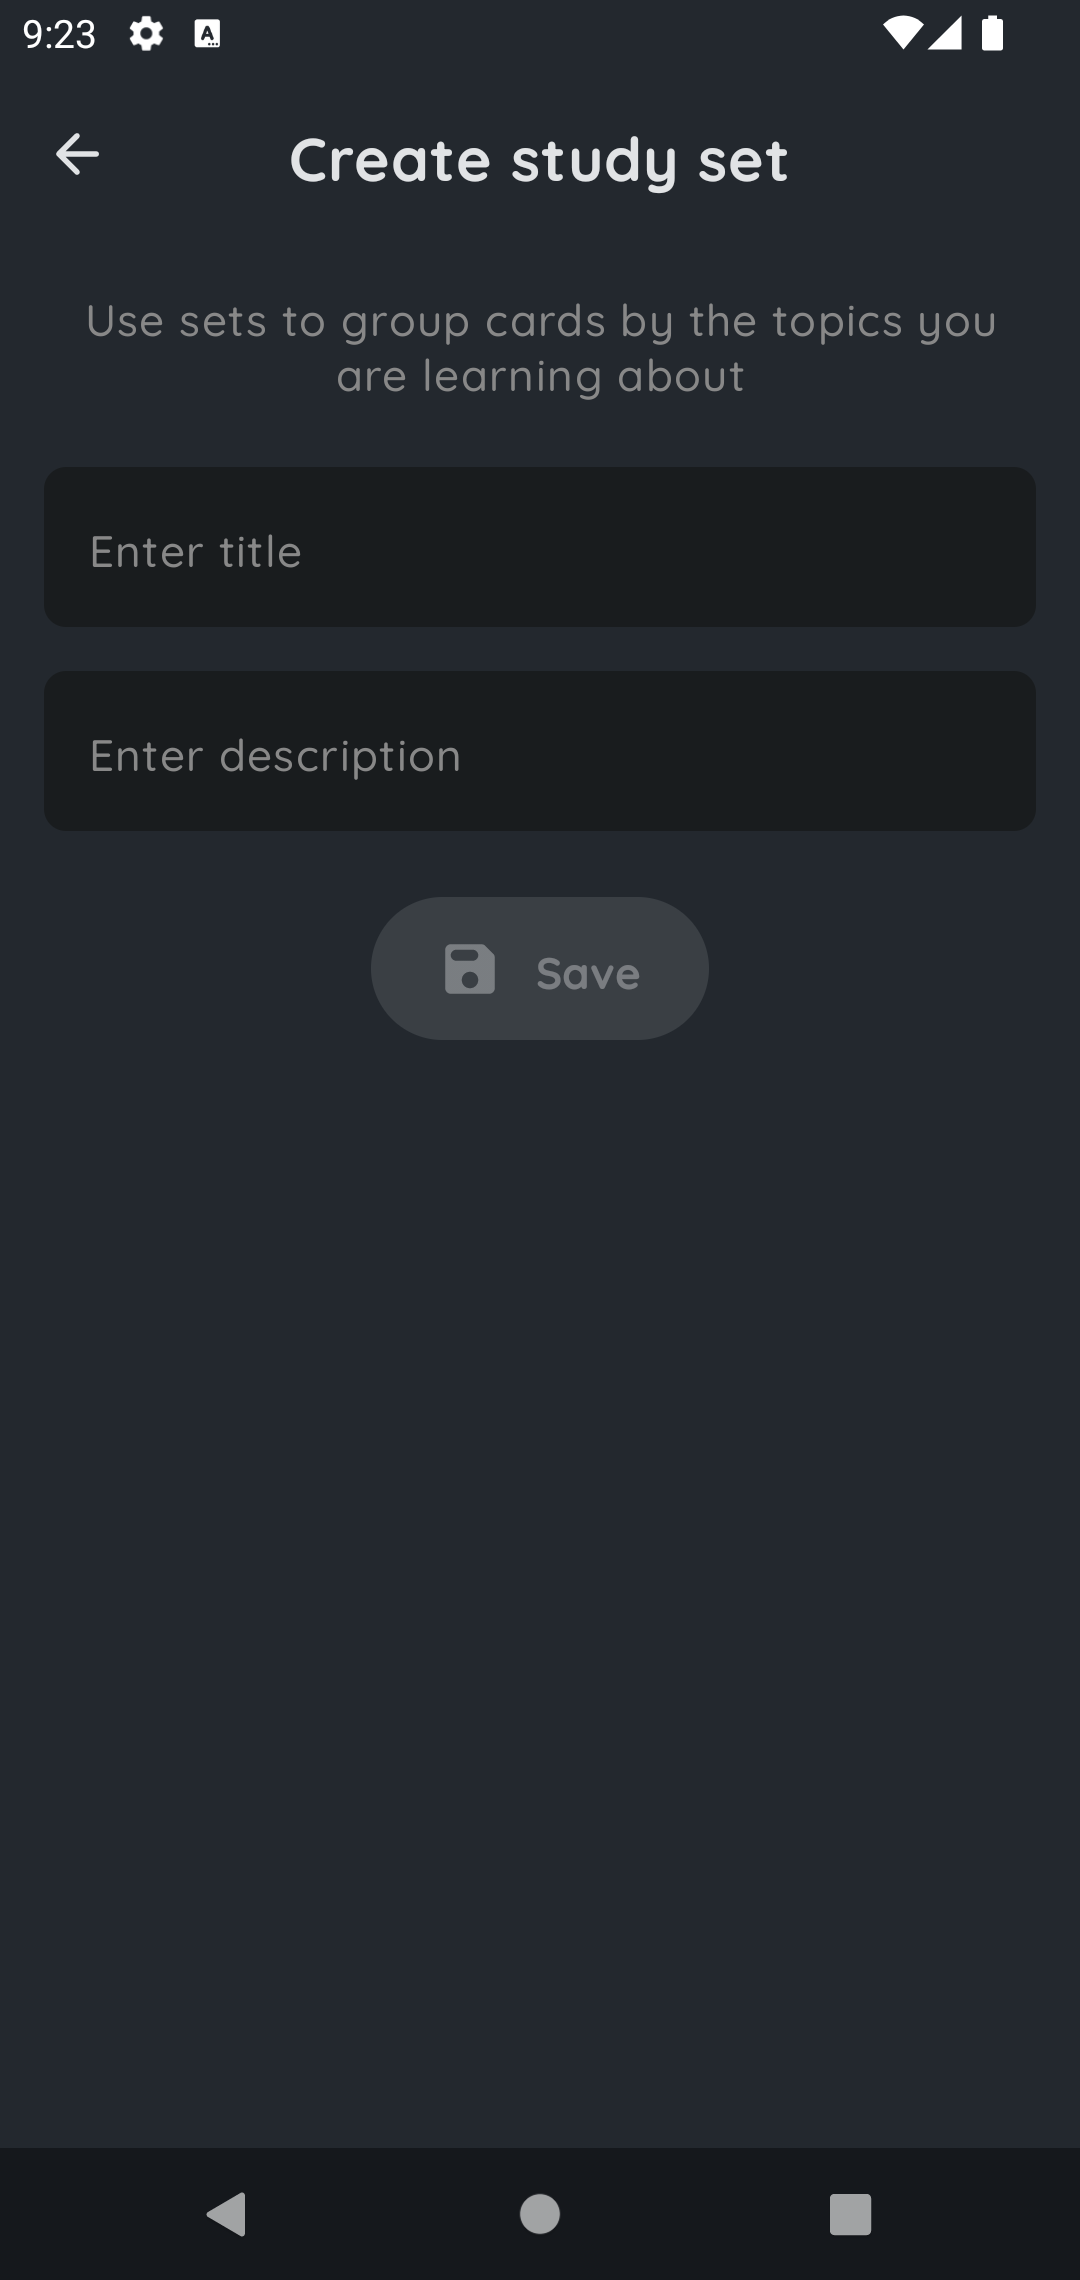 9:23
Create study set
Use sets to group cards by the topics you
are learning about
Enter title
Enter description
Save